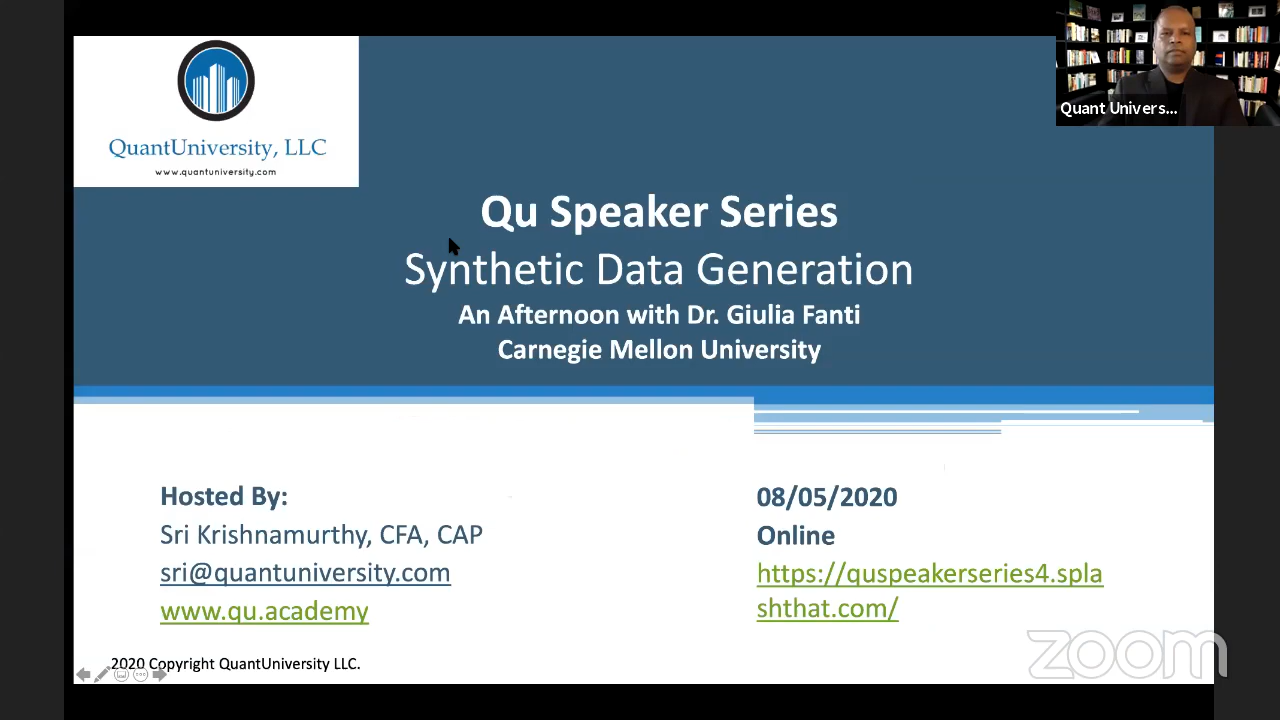 QuantUniversity, LLC
www.quantuniversity.com
Quant Univers...
Qu Speaker Series
Synthetic Data Generation
An Afternoon with Dr. Giulia Fanti
Carnegie Mellon University
Hosted By:
Sri Krishnamurthy, CFA, CAP
sri@quantuniversity.com
www.qu.academy
08/05/2020
Online
https://quspeakerseries4.spla
shthat.com/
2020 Copyright QuantUniversity LLC.
zoom